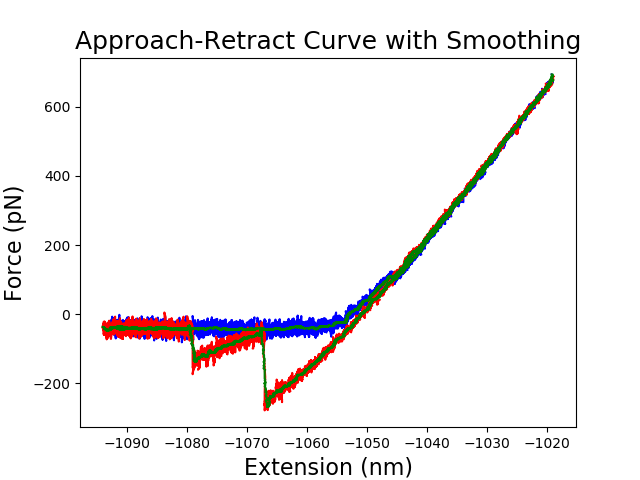 Approach-Retract Curve with Smoothing
Force (pN)
600
400
200
0
−200
−1090 −1080 −1070 −1060 −1050 −1040 −1030 −1020
Extension (nm)